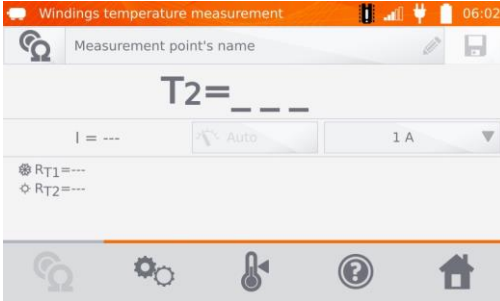 Windings temperature measurement 06:02
Measurement point's name
T2=_ _ _
I = --- Auto 1 A
RT1=---
RT2=---